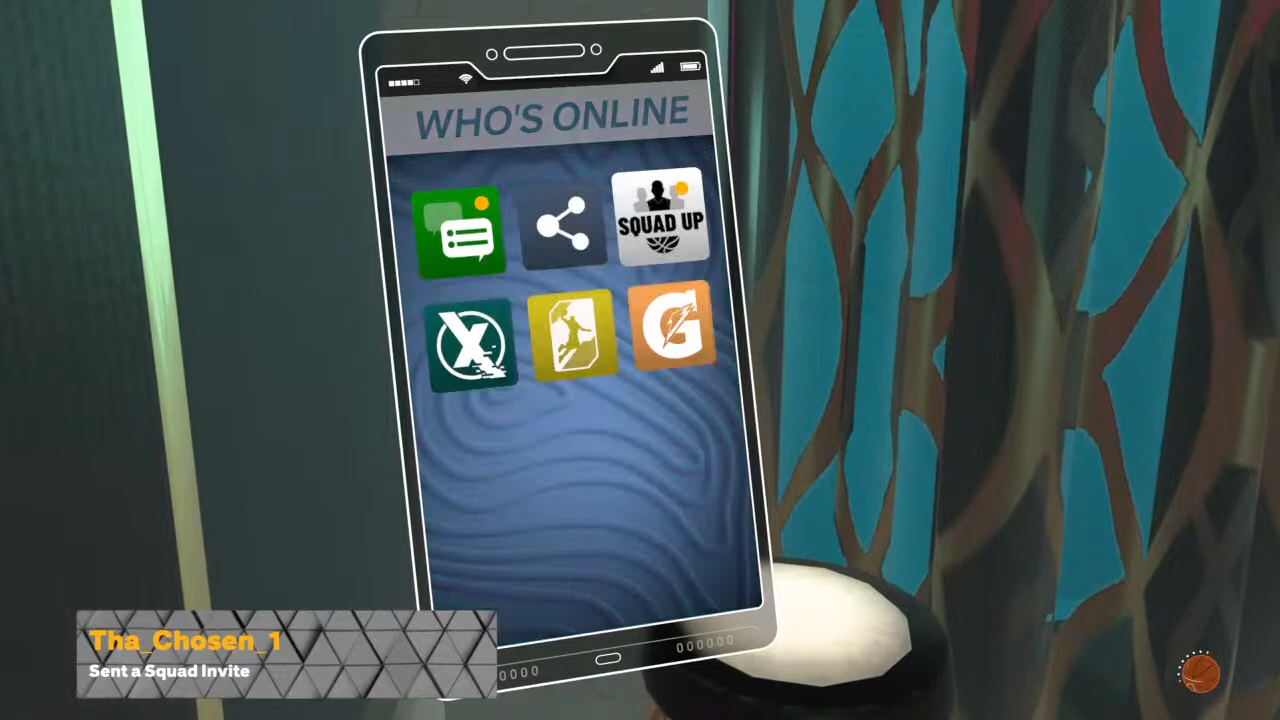 WHO'S ONLINE
SQUAD UP
X
G
Tha_Chosen_1
Sent a Squad Invite